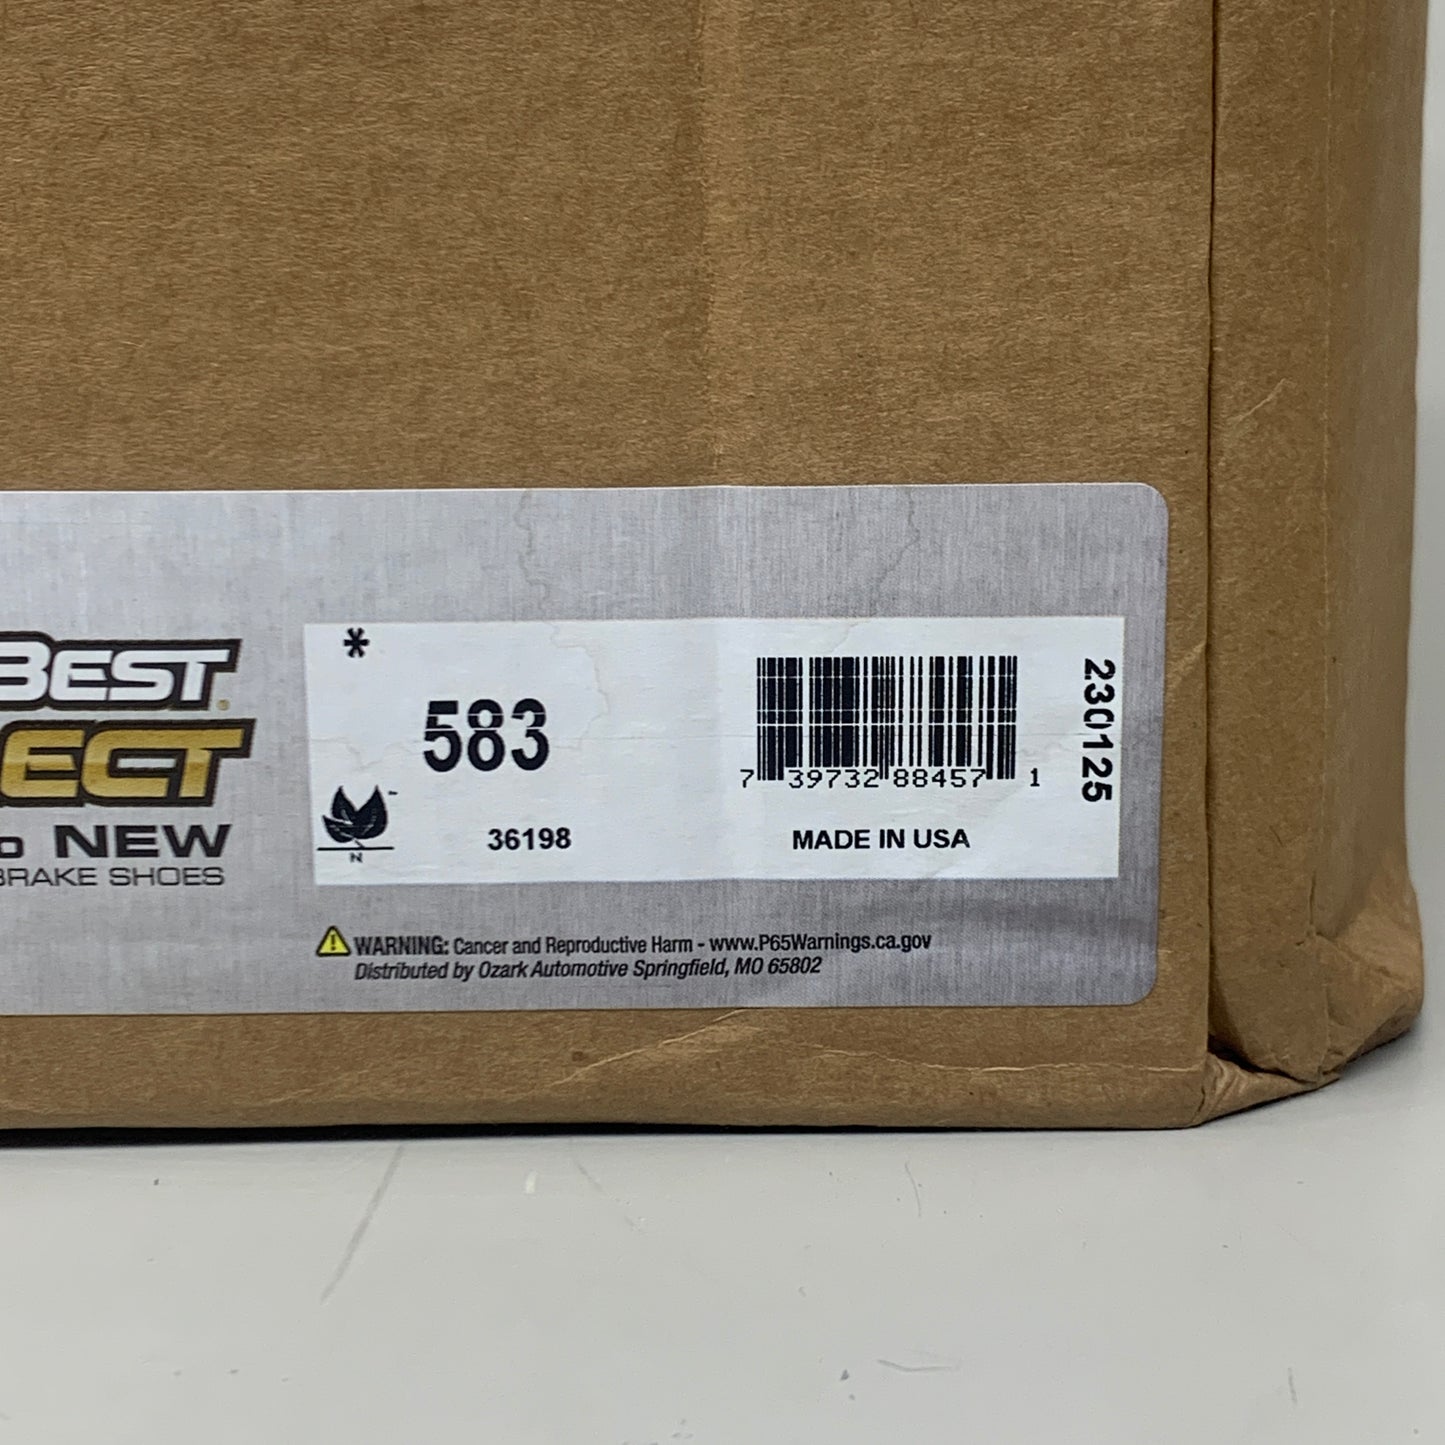 BEST®
ECT
o NEW
BRAKE SHOES
*
583
N
36198
7 39732 88457 1
MADE IN USA
230125
WARNING: Cancer and Reproductive Harm - www.P65Warnings.ca.gov
Distributed by Ozark Automotive Springfield, MO 65802